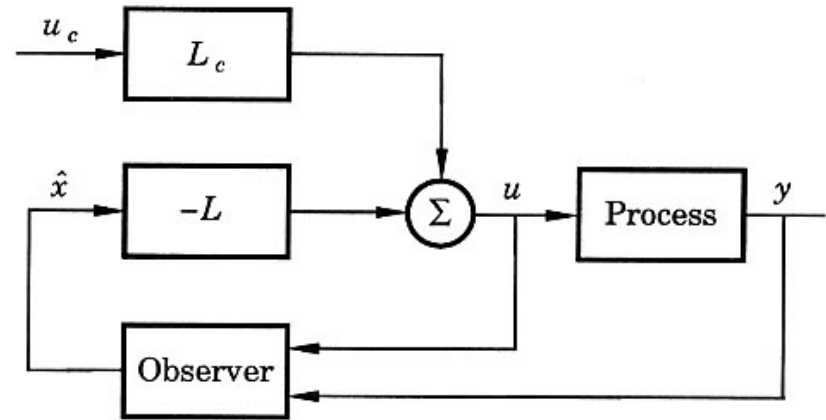 u_c
L_c
x̂
–L
Σ
u
Process
y
Observer